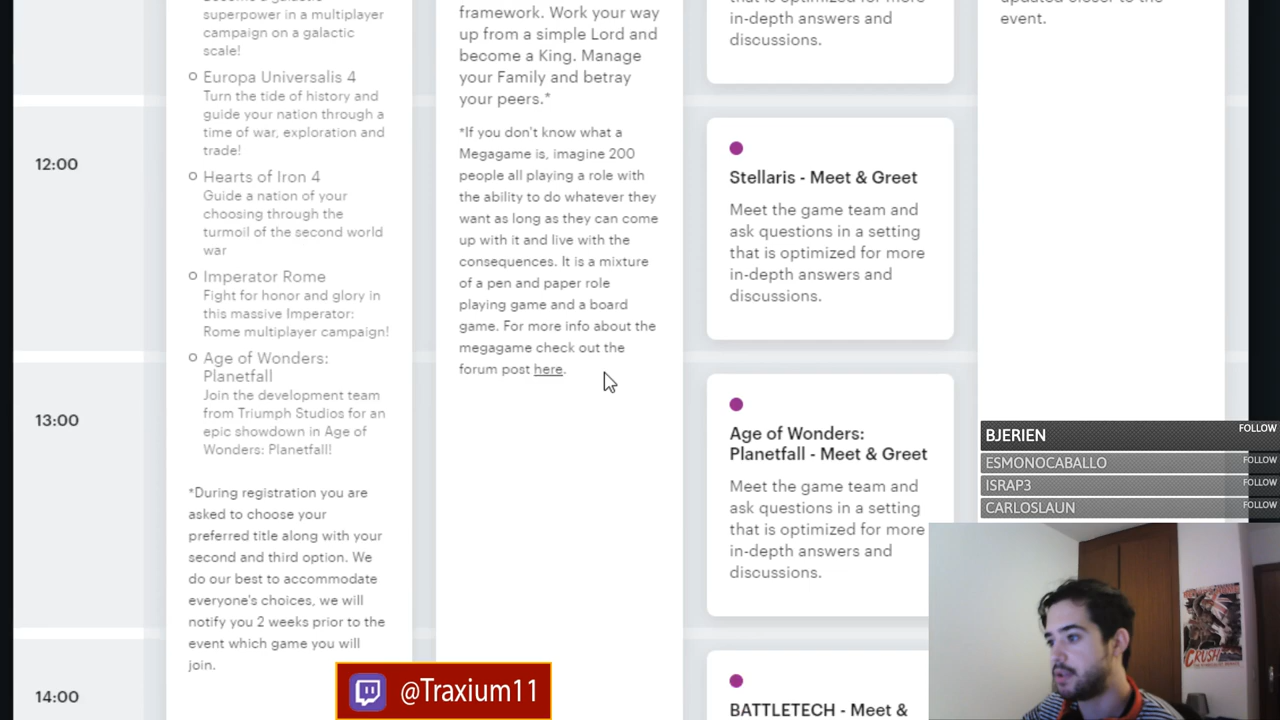 12:00
13:00
14:00
superpower in a multiplayer
campaign on a galactic
scale!
Europa Universalis 4
Turn the tide of history and
guide your nation through a
time of war, exploration and
trade!
Hearts of Iron 4
Guide a nation of your
choosing through the
turmoil of the second world
war
Imperator Rome
Fight for honor and glory in
this massive Imperator:
Rome multiplayer campaign!
Age of Wonders:
Planetfall
Join the development team
from Triumph Studios for an
epic showdown in Age of
Wonders: Planetfall!
*During registration you are
asked to choose your
preferred title along with your
second and third option. We
do our best to accommodate
everyone's choices, we will
notify you 2 weeks prior to the
event which game you will
join.
framework. Work your way
up from a simple Lord and
become a King. Manage
your Family and betray
your peers.*
*If you don't know what a
Megagame is, imagine 200
people all playing a role with
the ability to do whatever they
want as long as they can come
up with it and live with the
consequences. It is a mixture
of a pen and paper role
playing game and a board
game. For more info about the
megagame check out the
forum post here.
that is optimized for more
in-depth answers and
discussions.
Stellaris - Meet & Greet
Meet the game team and
ask questions in a setting
that is optimized for more
in-depth answers and
discussions.
Age of Wonders:
Planetfall - Meet & Greet
Meet the game team and
ask questions in a setting
that is optimized for more
in-depth answers and
discussions.
BATTLETECH - Meet &
updated closer to the
event.
BJERIEN FOLLOW
ESMONOCABALLO FOLLOW
ISRAP3 FOLLOW
CARLOSLAUN FOLLOW
@Traxium11
CRUSH